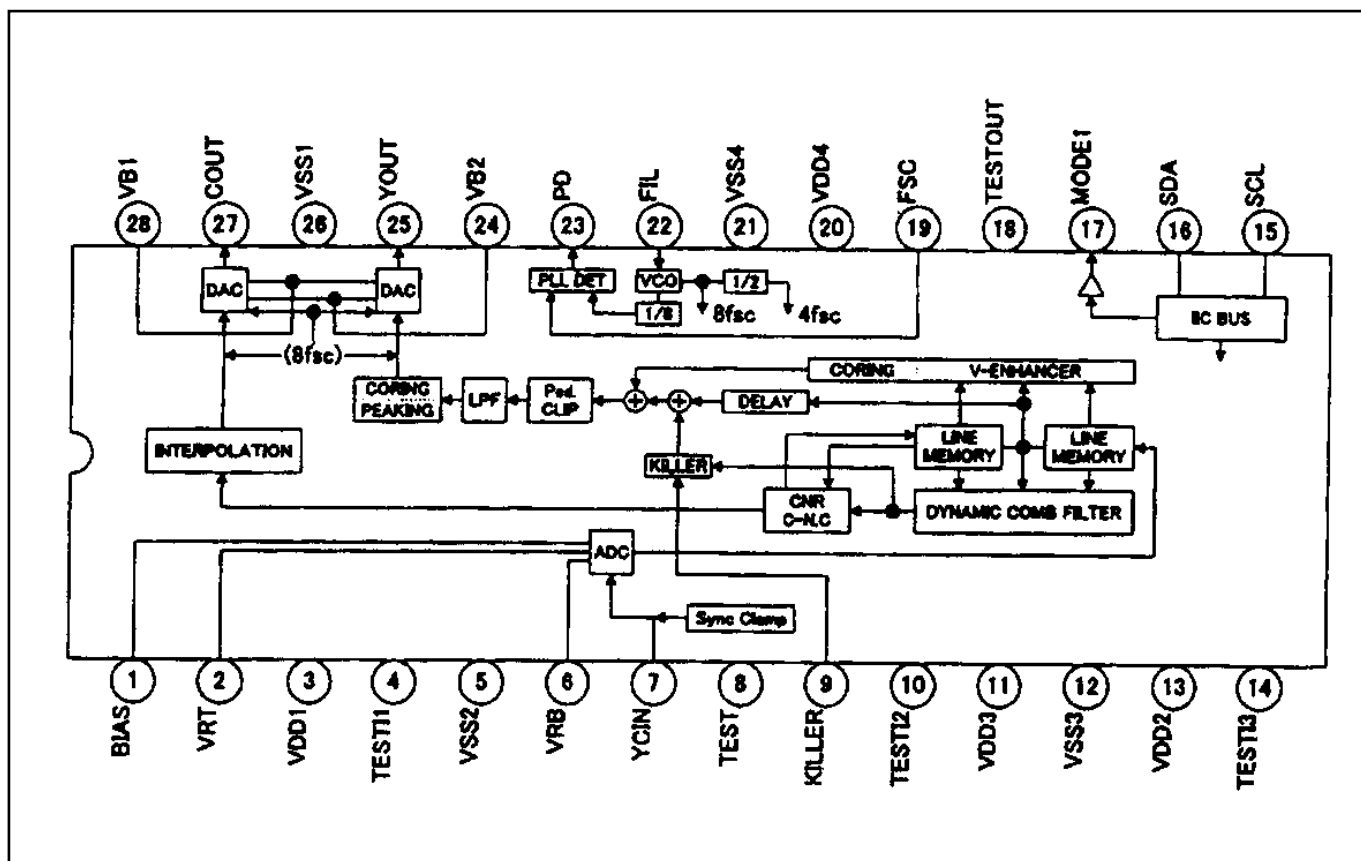 VB1
COUT
VSS1
YOUT
VB2
PD
FIL
VSS4
VDD4
FSC
TESTOUT
MODE1
SDA
SCL
28
27
26
25
24
23
22
21
20
19
18
17
16
15
DAC
DAC
PLL DET
VCO
1/2
1/8
8fsc
4fsc
IIC BUS
(8fsc)
CORING V-ENHANCER
CORING
PEAKING
LPF
Ped.
CLIP
+
+
DELAY
INTERPOLATION
KILLER
LINE
MEMORY
LINE
MEMORY
CNR
C-N.C
DYNAMIC COMB FILTER
ADC
Sync Clamp
1
2
3
4
5
6
7
8
9
10
11
12
13
14
BIAS
VRT
VDD1
TESTI1
VSS2
VRB
YCIN
TEST
KILLER
TESTI2
VDD3
VSS3
VDD2
TESTI3